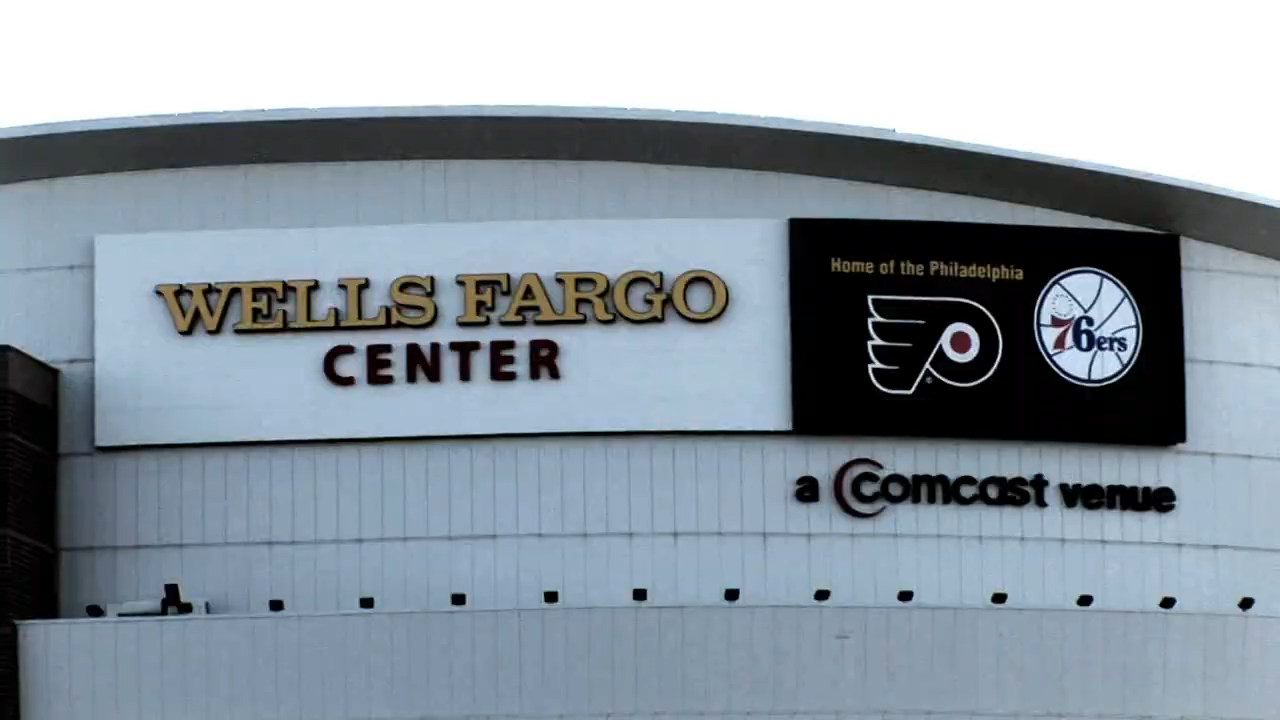 WELLS FARGO
CENTER
Home of the Philadelphia
76ers
a comcast venue